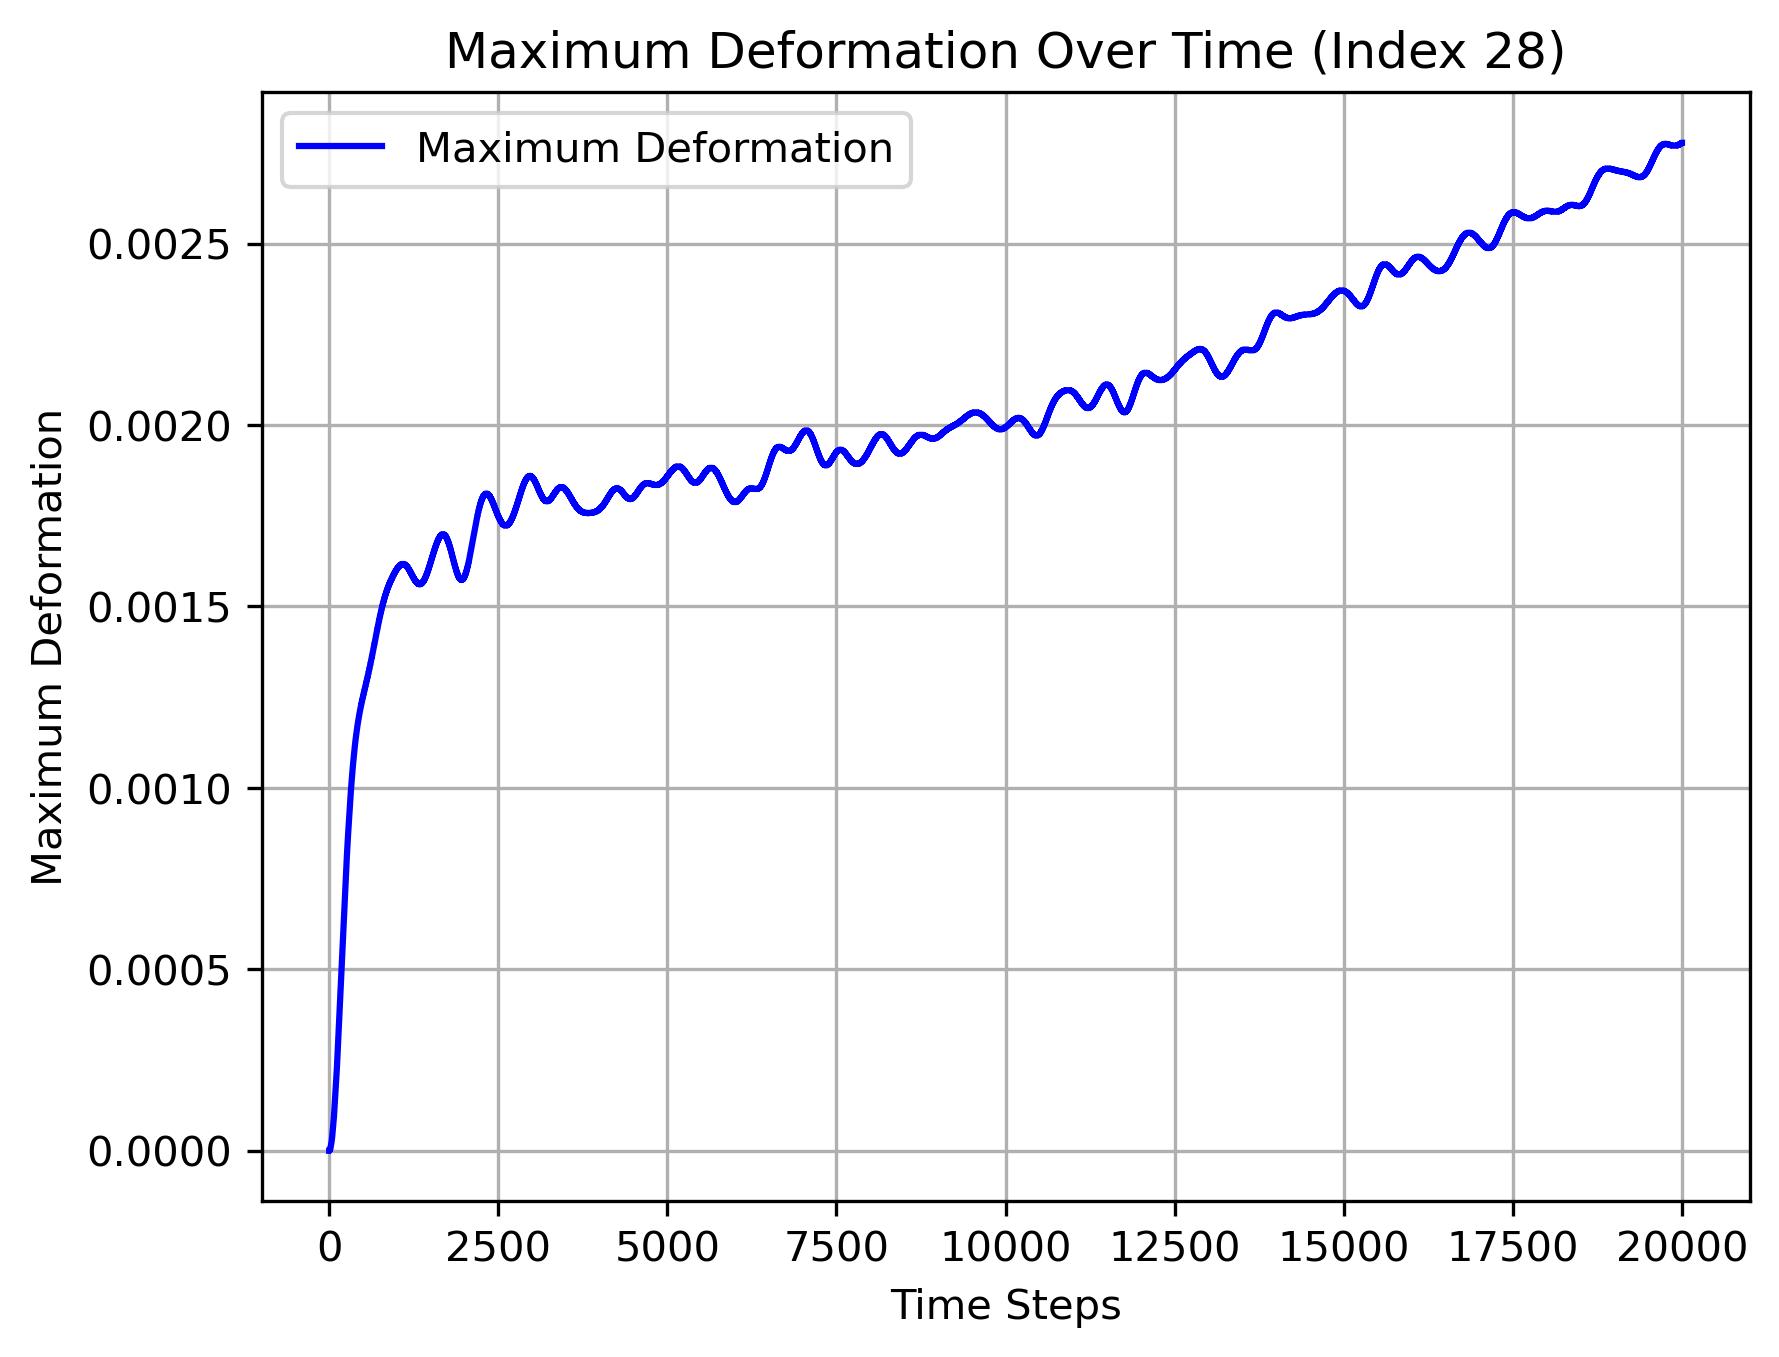 Maximum Deformation Over Time (Index 28)
Maximum Deformation
Maximum Deformation
0.0025
0.0020
0.0015
0.0010
0.0005
0.0000
0 2500 5000 7500 10000 12500 15000 17500 20000
Time Steps